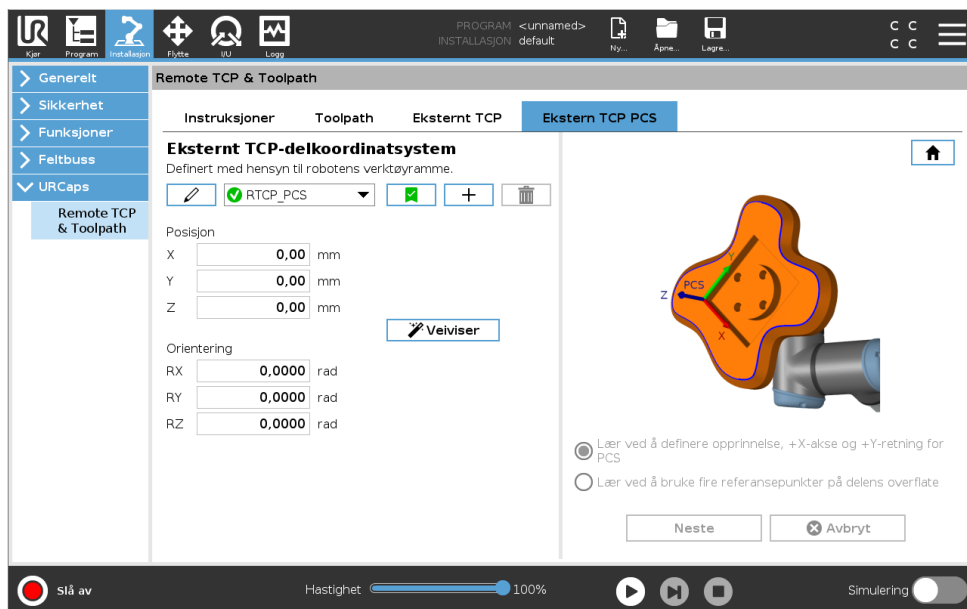 PROGRAM <unnamed>
INSTALLASJON default
Kjør Program Installasjon Flytte I/U Logg Ny... Åpne... Lagre...
C C
C C
Generelt
Sikkerhet
Funksjoner
Feltbuss
URCaps
Remote TCP
& Toolpath
Remote TCP & Toolpath
Instruksjoner Toolpath Eksternt TCP Ekstern TCP PCS
Eksternt TCP-delkoordinatsystem
Definert med hensyn til robotens verktøyramme.
RTCP_PCS
Posisjon
X 0,00 mm
Y 0,00 mm
Z 0,00 mm
Veiviser
Orientering
RX 0,0000 rad
RY 0,0000 rad
RZ 0,0000 rad
Y
PCS
Z
X
Lær ved å definere opprinnelse, +X-akse og +Y-retning for
PCS
Lær ved å bruke fire referansepunkter på delens overflate
Neste Avbryt
Slå av Hastighet 100% Simulering